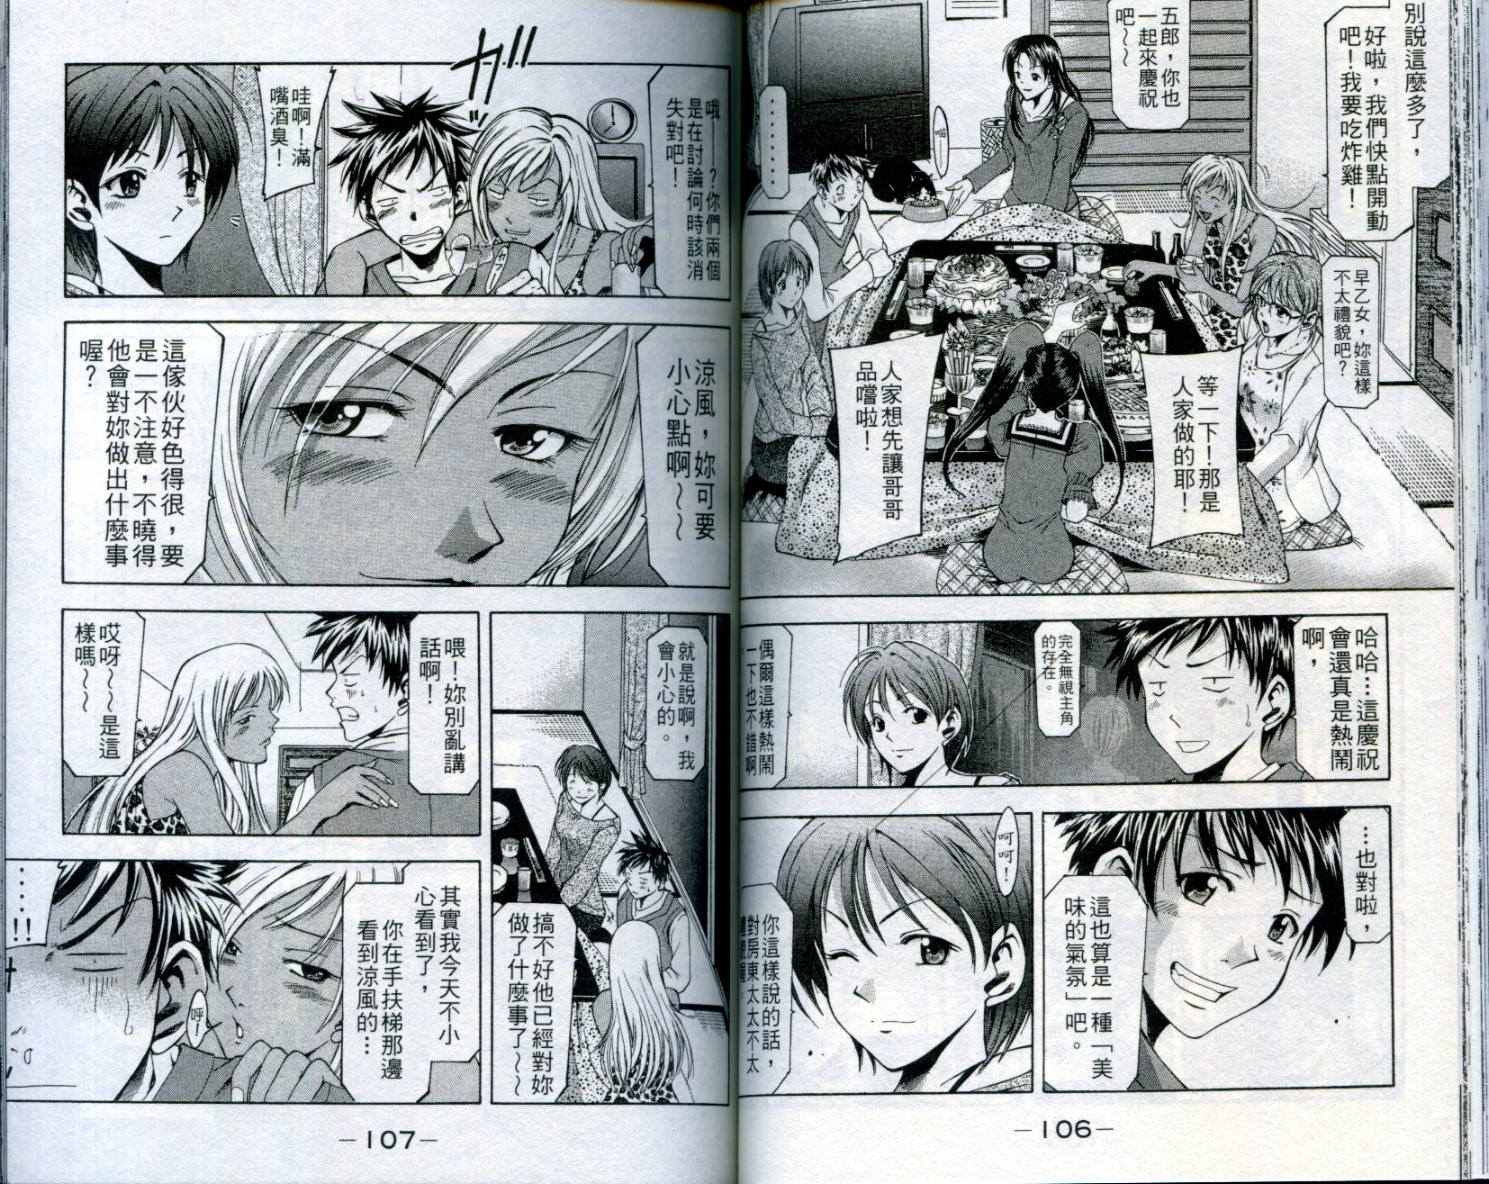 別說這麼多了，
好啦，我們快點開動
吧！我要吃炸雞！
五郎，你也
一起來慶祝
吧～～
………
早乙女，妳這樣
不太禮貌吧？
等一下！那是
人家做的耶！
人家想先讓哥哥
品嚐啦！
哈哈…這慶祝
會還真是熱鬧
啊，
完全無視主角
的存在。
偶爾這樣熱鬧
一下也不錯啊
…也對啦，
這也算是一種「美
味的氣氛」吧。
呵呵！
你這樣說的話，
對房東太太不太
－106－
哦——？你們兩個
是在討論何時該消
失對吧！
哇啊！滿
嘴酒臭！
涼風，妳可要
小心點啊～～
這傢伙好色得很，要
是一不注意，不曉得
他會對妳做出什麼事
喔？
就是說啊，我
會小心的。
搞不好他已經對妳
做了什麼事了～～
喂！妳別亂講
話啊！
哎呀～～是這
樣嗎～～
其實我今天不小
心看到了，
你在手扶梯那邊
看到涼風的…
呼
……!!
－107－